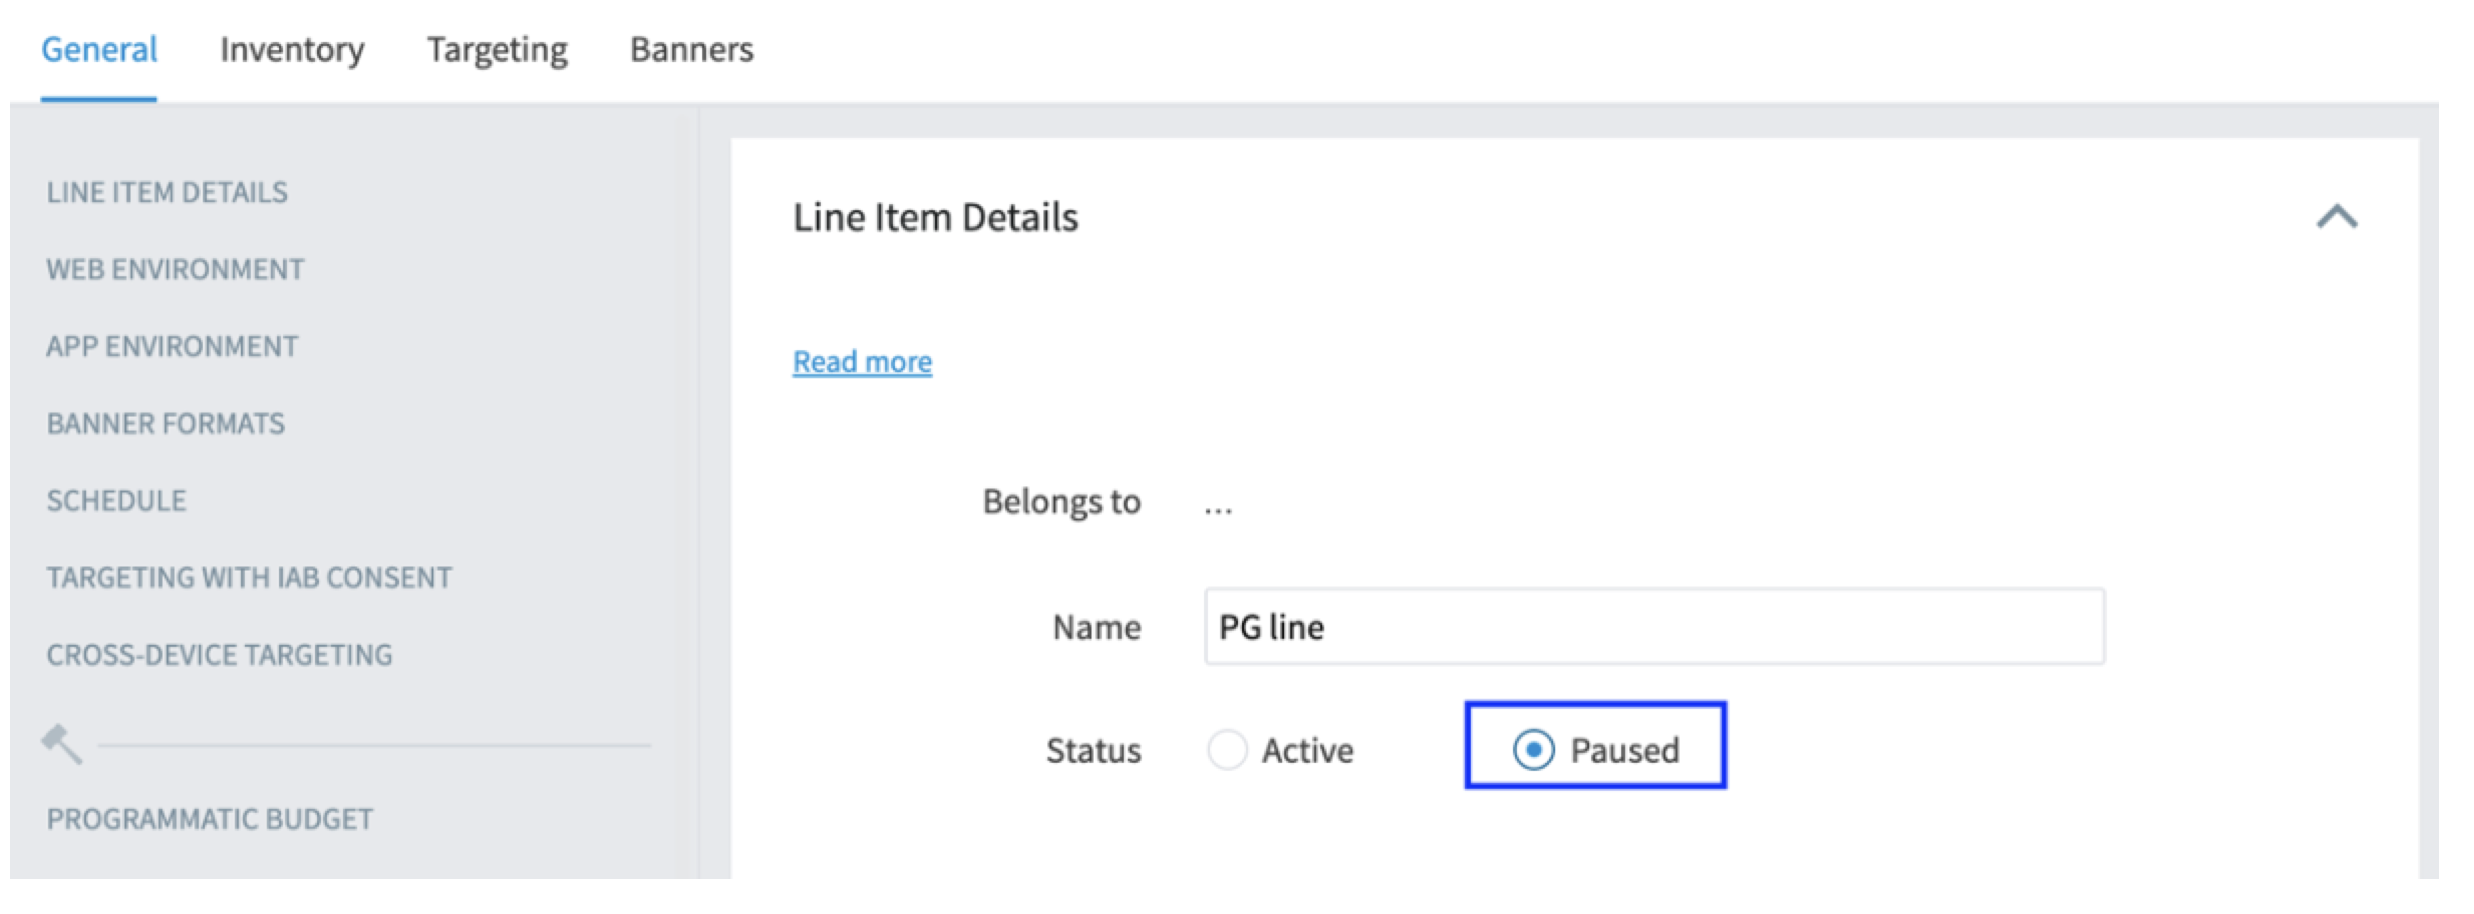 General Inventory Targeting Banners
LINE ITEM DETAILS
WEB ENVIRONMENT
APP ENVIRONMENT
BANNER FORMATS
SCHEDULE
TARGETING WITH IAB CONSENT
CROSS-DEVICE TARGETING
PROGRAMMATIC BUDGET
Line Item Details
Read more
Belongs to ...
Name PG line
Status Active Paused